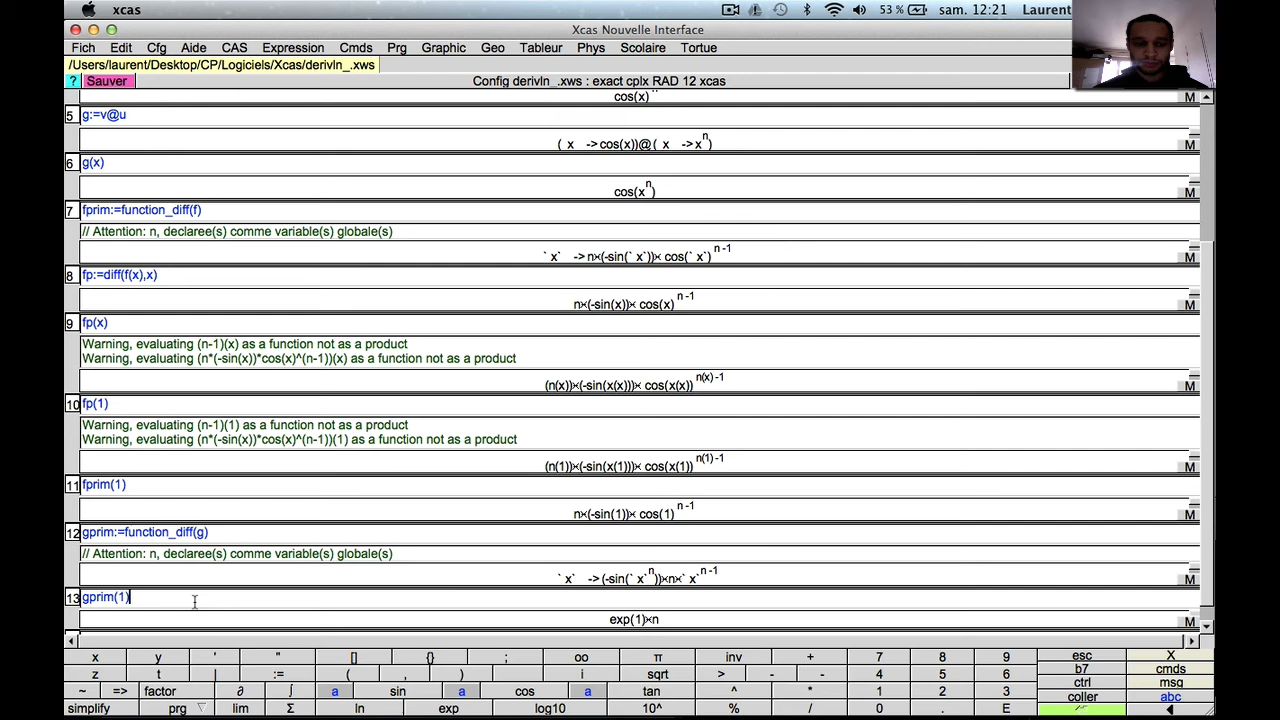 xcas
53 %
sam. 12:21
Laurent
Xcas Nouvelle Interface
Fich Edit Cfg Aide CAS Expression Cmds Prg Graphic Geo Tableur Phys Scolaire Tortue
/Users/laurent/Desktop/CP/Logiciels/Xcas/derivln_.xws
? Sauver Config derivln_.xws : exact cplx RAD 12 xcas
cos(x) M
5 g:=v@u
( x ->cos(x))@( x ->x^n) M
6 g(x)
cos(x^n) M
7 fprim:=function_diff(f)
// Attention: n, declaree(s) comme variable(s) globale(s)
` x` ->n×(-sin(` x`))× cos(` x`)^n -1 M
8 fp:=diff(f(x),x)
n×(-sin(x))× cos(x)^n -1 M
9 fp(x)
Warning, evaluating (n-1)(x) as a function not as a product
Warning, evaluating (n*(-sin(x))*cos(x)^(n-1))(x) as a function not as a product
(n(x))×(-sin(x(x)))× cos(x(x))^n(x) -1 M
10 fp(1)
Warning, evaluating (n-1)(1) as a function not as a product
Warning, evaluating (n*(-sin(x))*cos(x)^(n-1))(1) as a function not as a product
(n(1))×(-sin(x(1)))× cos(x(1))^n(1) -1 M
11 fprim(1)
n×(-sin(1))× cos(1)^n -1 M
12 gprim:=function_diff(g)
// Attention: n, declaree(s) comme variable(s) globale(s)
` x` ->(-sin(` x`^n))×n×` x`^n -1 M
13 gprim(1)
exp(1)×n M
x y ' " [] {} ; oo π inv + 7 8 9 esc X
z t | := ( , ) i sqrt > - - 4 5 6 b7 cmds
ctrl msg
~ => factor ∂ ∫ a sin a cos a tan ^ * 1 2 3 coller abc
simplify prg lim Σ ln exp log10 10^ % / 0 . E